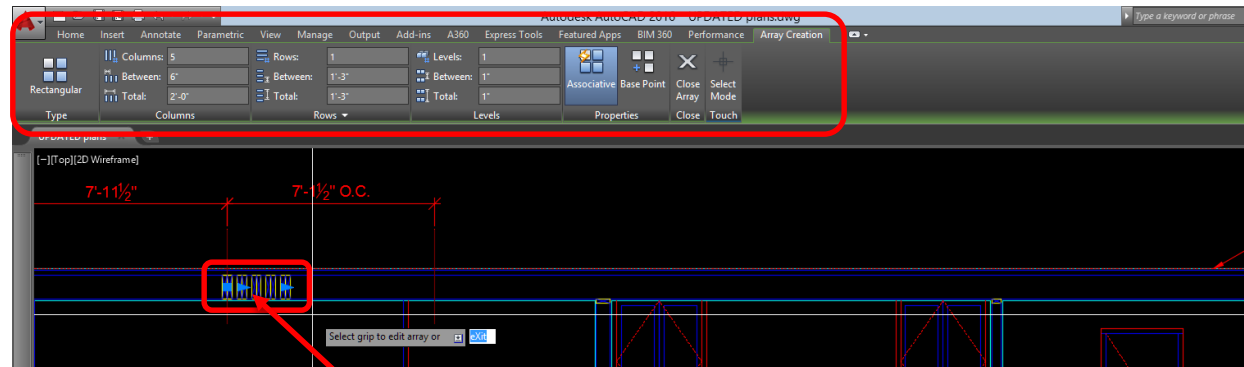 Autodesk AutoCAD 2016 UPDATED plans.dwg
Type a keyword or phrase
Home Insert Annotate Parametric View Manage Output Add-ins A360 Express Tools Featured Apps BIM 360 Performance Array Creation
Columns: 5 Rows: 1 Levels: 1
Between: 6" Between: 1'-3" Between: 1"
Rectangular Associative Base Point Close Array Select Mode
Total: 2'-0" Total: 1'-3" Total: 1"
Type Columns Rows Levels Properties Close Touch
UPDATED plans
[−][Top][2D Wireframe]
7'-11½" 7'-1½" O.C.
Select grip to edit array or eXit